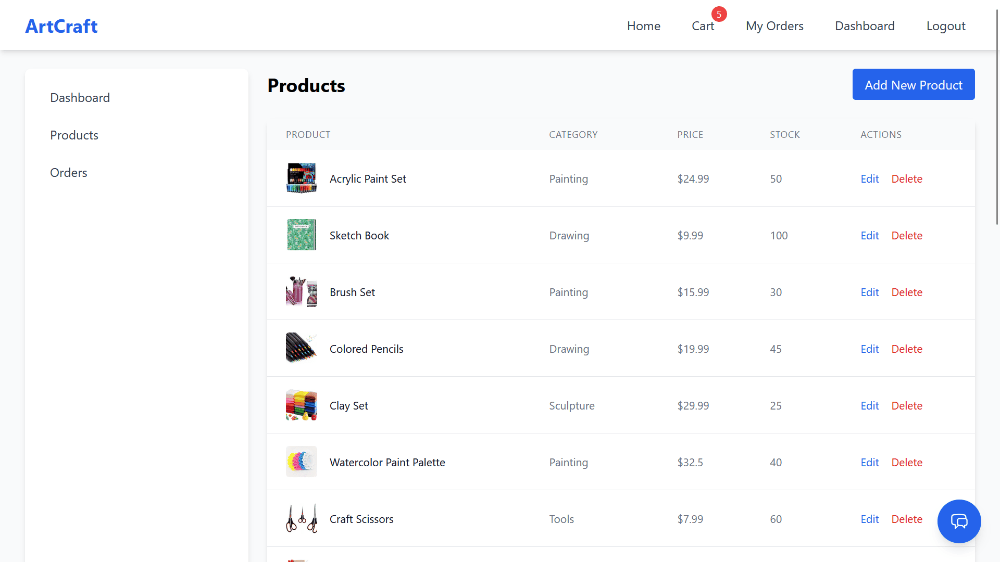 ArtCraft
Home Cart 5 My Orders Dashboard Logout
Dashboard
Products
Orders
Products
Add New Product
PRODUCT CATEGORY PRICE STOCK ACTIONS
Acrylic Paint Set Painting $24.99 50 Edit Delete
Sketch Book Drawing $9.99 100 Edit Delete
Brush Set Painting $15.99 30 Edit Delete
Colored Pencils Drawing $19.99 45 Edit Delete
Clay Set Sculpture $29.99 25 Edit Delete
Watercolor Paint Palette Painting $32.5 40 Edit Delete
Craft Scissors Tools $7.99 60 Edit Delete